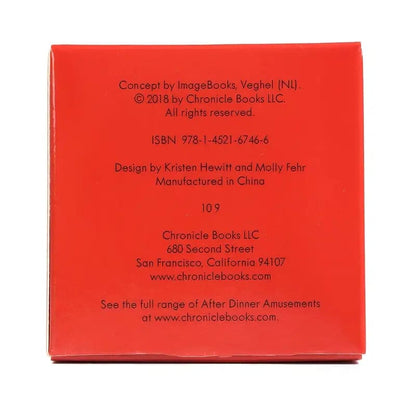 Concept by ImageBooks, Veghel (NL).
© 2018 by Chronicle Books LLC.
All rights reserved.
ISBN 978-1-4521-6746-6
Design by Kristen Hewitt and Molly Fehr
Manufactured in China
10 9
Chronicle Books LLC
680 Second Street
San Francisco, California 94107
www.chroniclebooks.com
See the full range of After Dinner Amusements
at www.chroniclebooks.com.